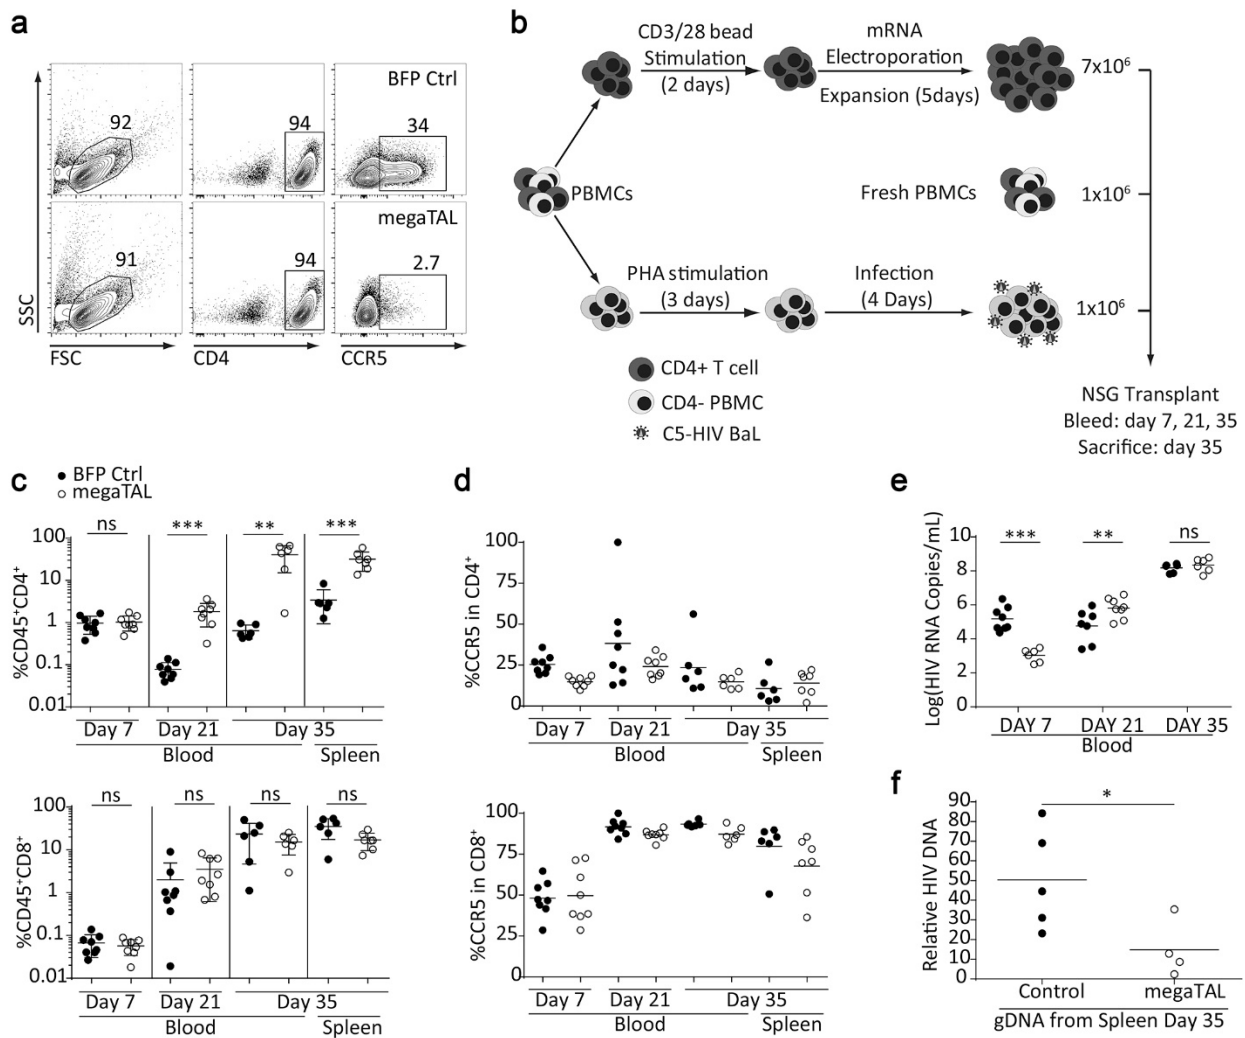 a
BFP Ctrl
92
94
34
megaTAL
91
94
2.7
SSC
FSC
CD4
CCR5
b
CD3/28 bead
Stimulation
(2 days)
mRNA
Electroporation
Expansion (5days)
7x10⁶
PBMCs
Fresh PBMCs
1x10⁶
PHA stimulation
(3 days)
Infection
(4 Days)
1x10⁶
CD4+ T cell
CD4- PBMC
C5-HIV BaL
NSG Transplant
Bleed: day 7, 21, 35
Sacrifice: day 35
c
BFP Ctrl
megaTAL
ns
***
**
***
%CD45⁺CD4⁺
100
10
1
0.1
0.01
Day 7
Day 21
Day 35
Blood
Spleen
ns
ns
ns
ns
%CD45⁺CD8⁺
100
10
1
0.1
0.01
Day 7
Day 21
Day 35
Blood
Spleen
d
%CCR5 in CD4⁺
100
75
50
25
0
Day 7
Day 21
Day 35
Blood
Spleen
%CCR5 in CD8⁺
100
75
50
25
0
Day 7
Day 21
Day 35
Blood
Spleen
e
Log(HIV RNA Copies/mL)
10
8
6
4
2
0
***
**
ns
DAY 7
DAY 21
DAY 35
Blood
f
Relative HIV DNA
90
80
70
60
50
40
30
20
10
0
*
Control
megaTAL
gDNA from Spleen Day 35